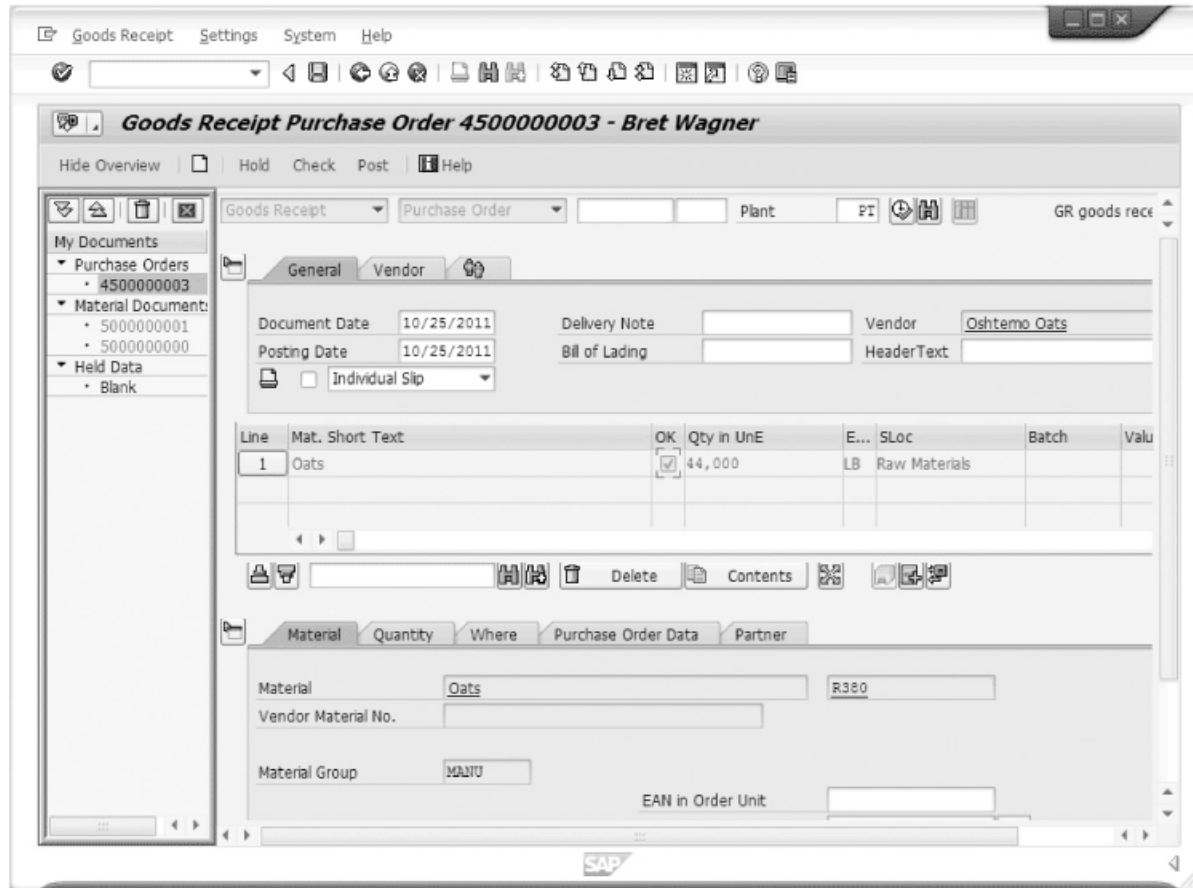 Goods Receipt Settings System Help
Goods Receipt Purchase Order 4500000003 - Bret Wagner
Hide Overview Hold Check Post Help
My Documents
Purchase Orders
4500000003
Material Document:
5000000001
5000000000
Held Data
Blank
Goods Receipt Purchase Order Plant PT GR goods rece
General Vendor
Document Date 10/25/2011 Delivery Note Vendor Oshtemo Oats
Posting Date 10/25/2011 Bill of Lading HeaderText
Individual Slip
Line Mat. Short Text OK Qty in UnE E... SLoc Batch Valu
1 Oats 44,000 LB Raw Materials
Delete Contents
Material Quantity Where Purchase Order Data Partner
Material Oats R380
Vendor Material No.
Material Group MANU
EAN in Order Unit
SAP